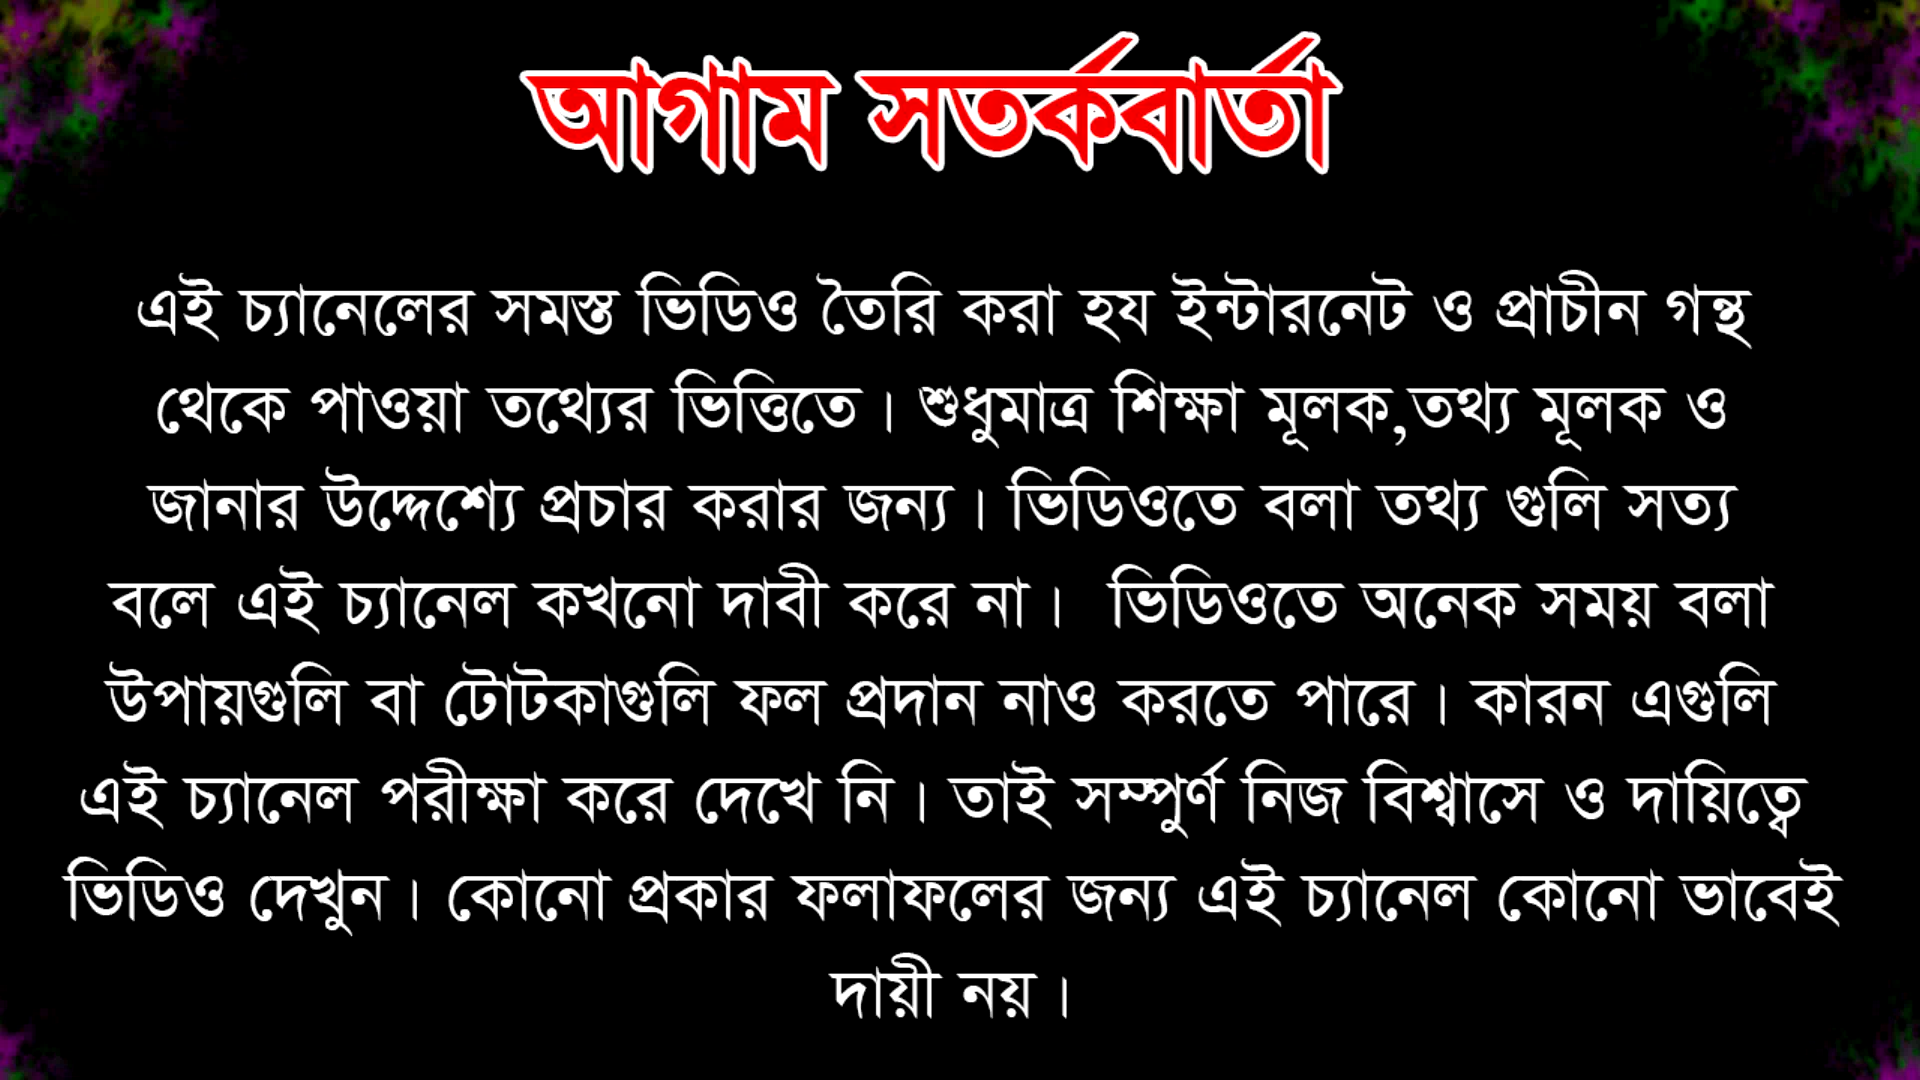 আগাম সতর্কবার্তা
এই চ্যানেলের সমস্ত ভিডিও তৈরি করা হয ইন্টারনেট ও প্রাচীন গন্থ
থেকে পাওয়া তথ্যের ভিত্তিতে। শুধুমাত্র শিক্ষা মূলক,তথ্য মূলক ও
জানার উদ্দেশ্যে প্রচার করার জন্য। ভিডিওতে বলা তথ্য গুলি সত্য
বলে এই চ্যানেল কখনো দাবী করে না। ভিডিওতে অনেক সময় বলা
উপায়গুলি বা টোটকাগুলি ফল প্রদান নাও করতে পারে। কারন এগুলি
এই চ্যানেল পরীক্ষা করে দেখে নি। তাই সম্পুর্ণ নিজ বিশ্বাসে ও দায়িত্বে
ভিডিও দেখুন। কোনো প্রকার ফলাফলের জন্য এই চ্যানেল কোনো ভাবেই
দায়ী নয়।